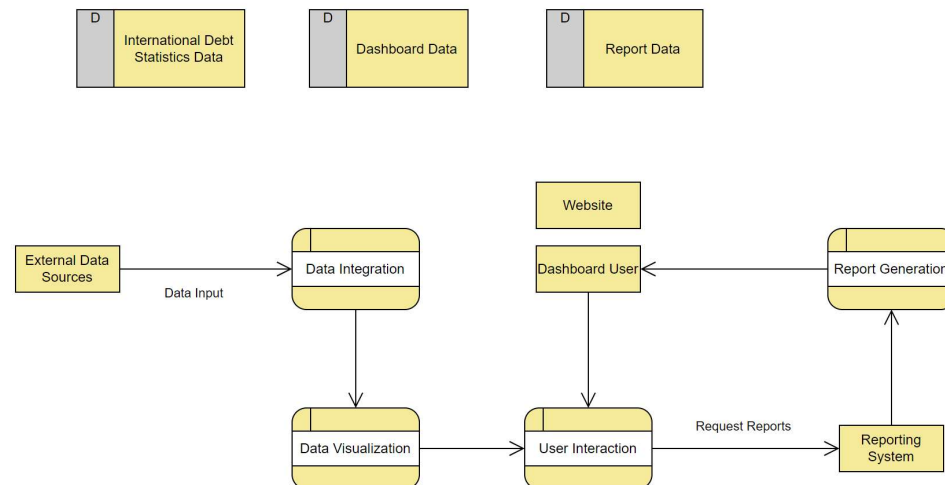 D
International Debt
Statistics Data
D
Dashboard Data
D
Report Data
Website
External Data
Sources
Data Input
Data Integration
Dashboard User
Report Generation
Data Visualization
User Interaction
Request Reports
Reporting
System